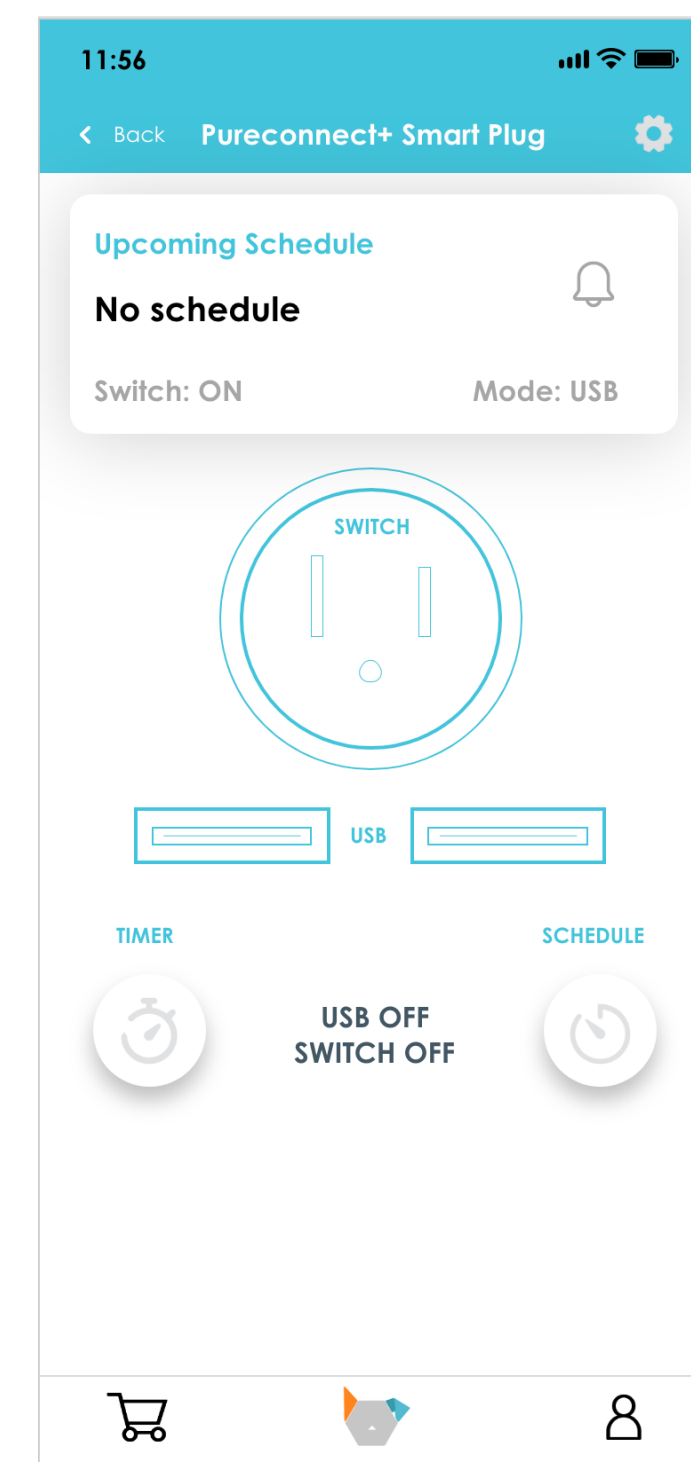 11:56
Back Pureconnect+ Smart Plug
Upcoming Schedule
No schedule
Switch: ON Mode: USB
SWITCH
USB
TIMER SCHEDULE
USB OFF
SWITCH OFF